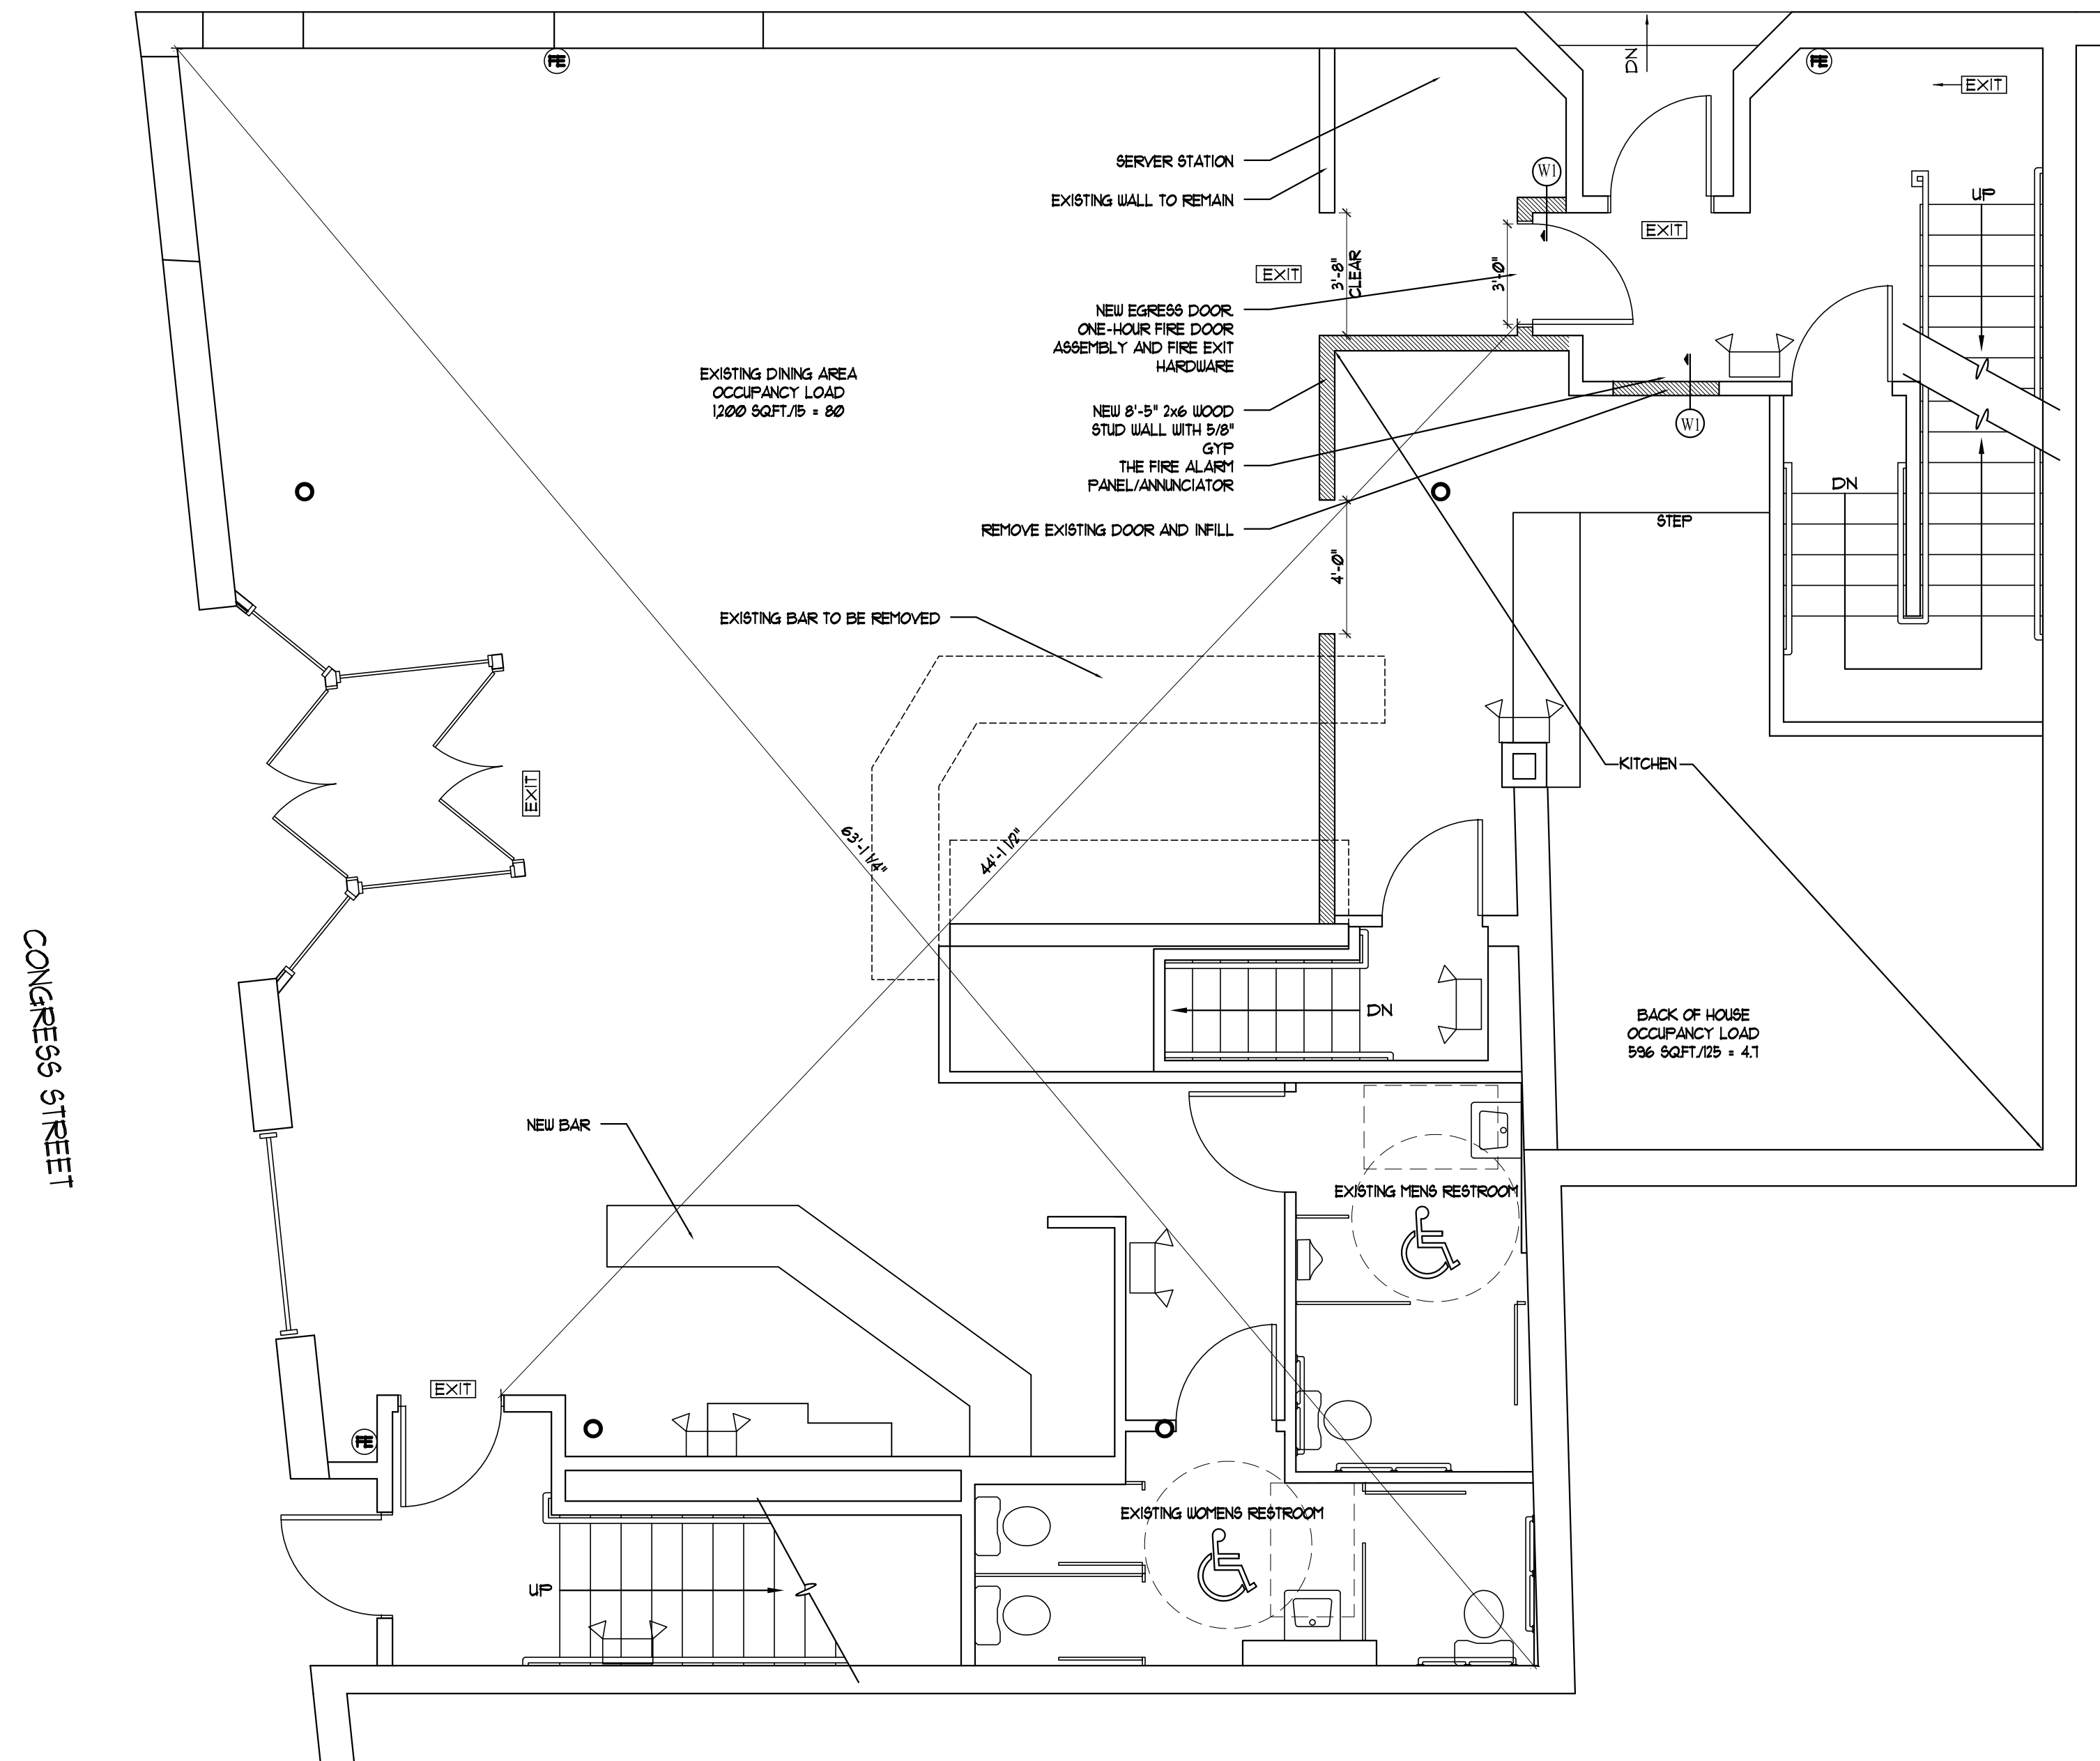 DN
FE
FE
EXIT
SERVER STATION
W1
UP
EXISTING WALL TO REMAIN
EXIT
3'-8"
CLEAR
3'-0"
EXIT
NEW EGRESS DOOR.
ONE-HOUR FIRE DOOR
ASSEMBLY AND FIRE EXIT
HARDWARE
EXISTING DINING AREA
OCCUPANCY LOAD
1,200 SQ.FT./15 = 80
NEW 8'-5" 2x6 WOOD
STUD WALL WITH 5/8"
GYP
W1
THE FIRE ALARM
PANEL/ANNUNCIATOR
DN
STEP
REMOVE EXISTING DOOR AND INFILL
4'-0"
EXISTING BAR TO BE REMOVED
KITCHEN
EXIT
63'-1 1/4"
44'-1 1/2"
CONGRESS STREET
DN
BACK OF HOUSE
OCCUPANCY LOAD
596 SQ.FT./125 = 4.7
NEW BAR
EXISTING MENS RESTROOM
EXIT
FE
EXISTING WOMENS RESTROOM
UP